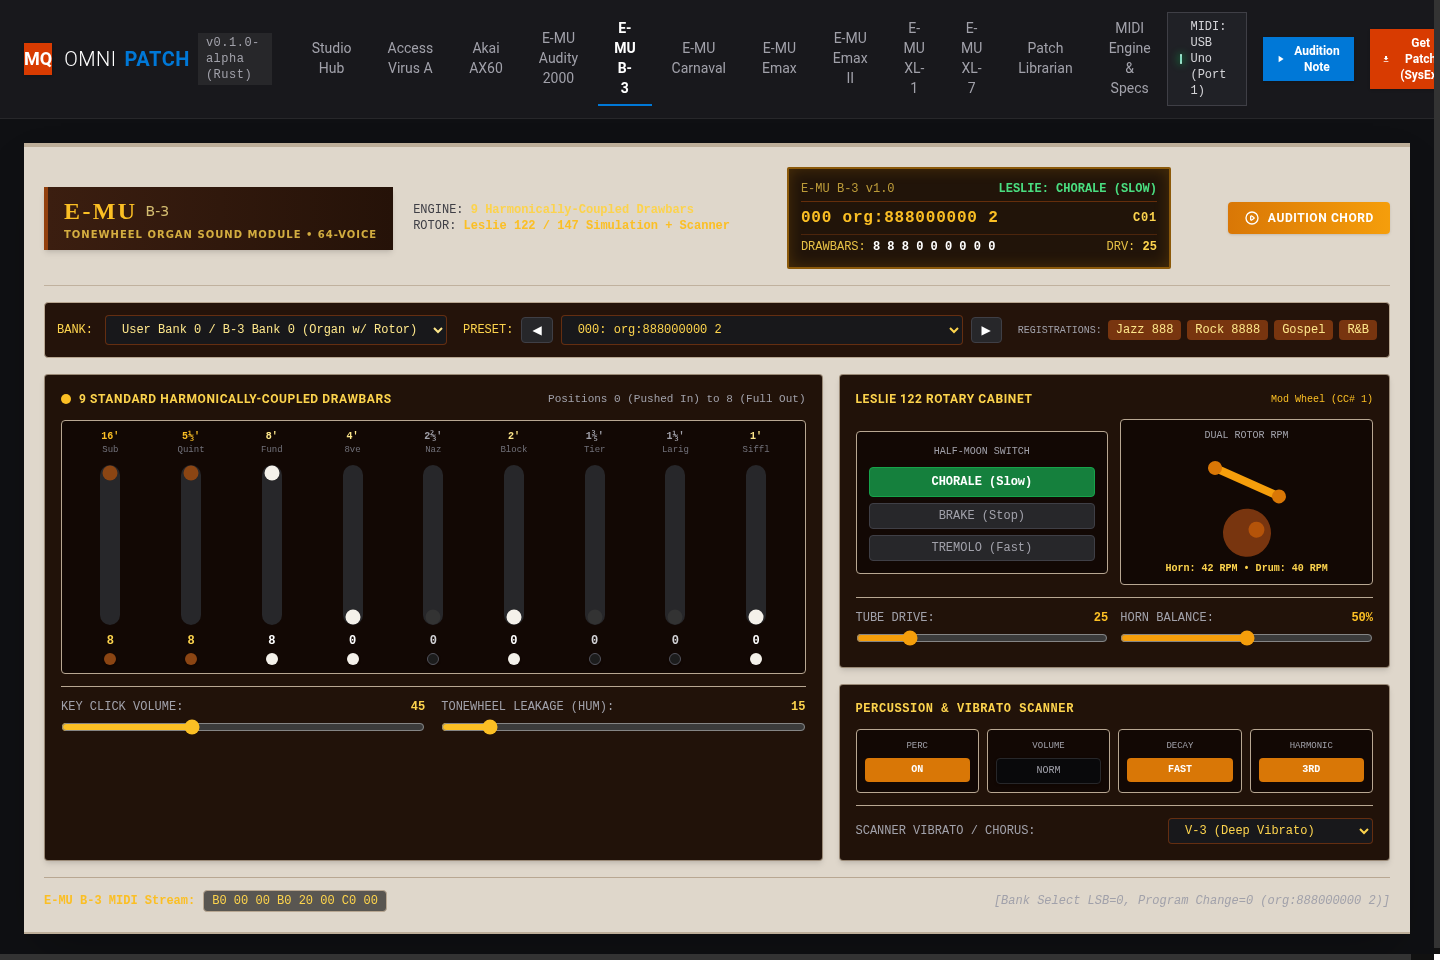 MQ OMNI PATCH
v0.1.0-
alpha
(Rust)
Studio
Hub
Access
Virus A
Akai
AX60
E-MU
Audity
2000
E-
MU
B-
3
E-MU
Carnaval
E-MU
Emax
E-MU
Emax
II
E-
MU
XL-
1
E-
MU
XL-
7
Patch
Librarian
MIDI
Engine
&
Specs
MIDI:
USB
Uno
(Port
1)
Audition
Note
Get
Patch
(SysEx
E-MU B-3
TONEWHEEL ORGAN SOUND MODULE • 64-VOICE
ENGINE: 9 Harmonically-Coupled Drawbars
ROTOR: Leslie 122 / 147 Simulation + Scanner
E-MU B-3 v1.0 LESLIE: CHORALE (SLOW)
000 org:888000000 2 C01
DRAWBARS: 8 8 8 0 0 0 0 0 0 DRV: 25
AUDITION CHORD
BANK: User Bank 0 / B-3 Bank 0 (Organ w/ Rotor) PRESET: ◀ 000: org:888000000 2 ▶ REGISTRATIONS: Jazz 888 Rock 8888 Gospel R&B
9 STANDARD HARMONICALLY-COUPLED DRAWBARS Positions 0 (Pushed In) to 8 (Full Out)
16' 5⅓' 8' 4' 2⅔' 2' 1⅗' 1⅓' 1'
Sub Quint Fund 8ve Naz Block Tier Larig Siffl
8 8 8 0 0 0 0 0 0
KEY CLICK VOLUME: 45 TONEWHEEL LEAKAGE (HUM): 15
LESLIE 122 ROTARY CABINET Mod Wheel (CC# 1)
HALF-MOON SWITCH
CHORALE (Slow)
BRAKE (Stop)
TREMOLO (Fast)
DUAL ROTOR RPM
Horn: 42 RPM • Drum: 40 RPM
TUBE DRIVE: 25 HORN BALANCE: 50%
PERCUSSION & VIBRATO SCANNER
PERC VOLUME DECAY HARMONIC
ON NORM FAST 3RD
SCANNER VIBRATO / CHORUS: V-3 (Deep Vibrato)
E-MU B-3 MIDI Stream: B0 00 00 B0 20 00 C0 00 [Bank Select LSB=0, Program Change=0 (org:888000000 2)]